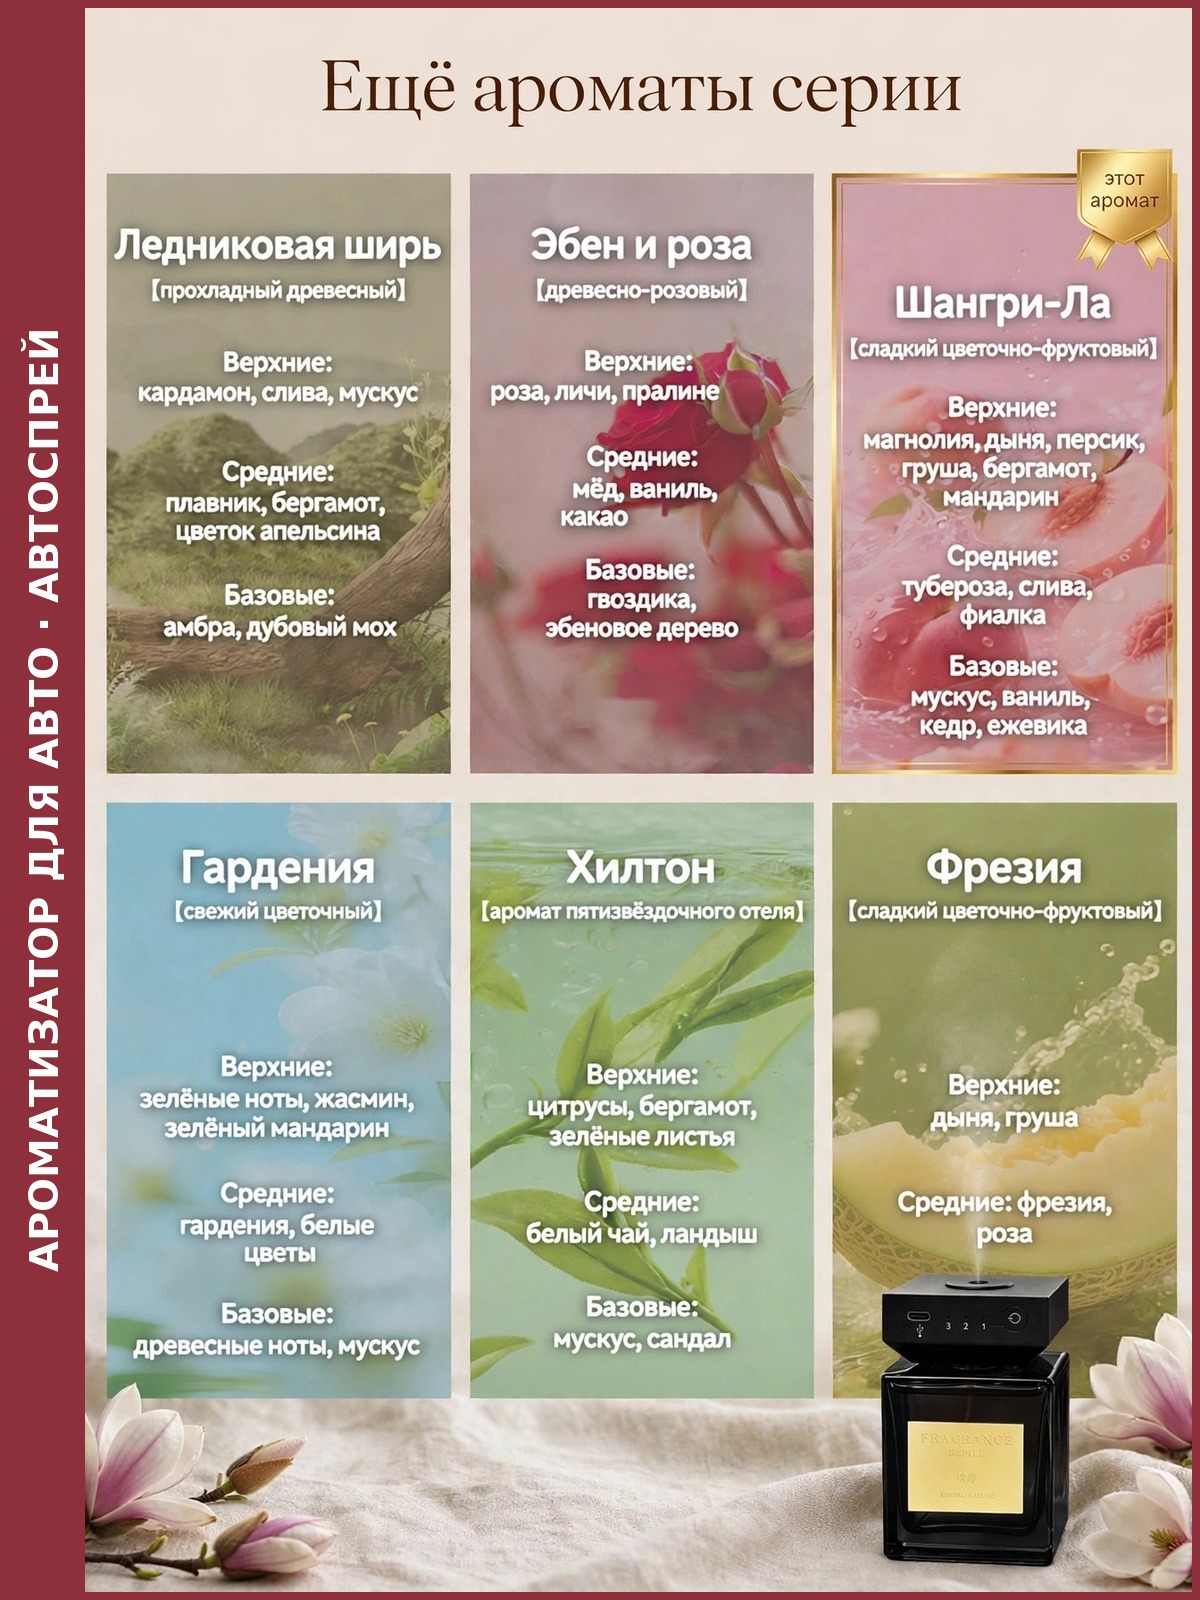 Ещё ароматы серии
АРОМАТИЗАТОР ДЛЯ АВТО · АВТОСПРЕЙ
Ледниковая ширь
【прохладный древесный】
Верхние:
кардамон, слива, мускус
Средние:
плавник, бергамот,
цветок апельсина
Базовые:
амбра, дубовый мох
Эбен и роза
【древесно-розовый】
Верхние:
роза, личи, пралине
Средние:
мёд, ваниль,
какао
Базовые:
гвоздика,
эбеновое дерево
этот
аромат
Шангри-Ла
【сладкий цветочно-фруктовый】
Верхние:
магнолия, дыня, персик,
груша, бергамот,
мандарин
Средние:
тубероза, слива,
фиалка
Базовые:
мускус, ваниль,
кедр, ежевика
Гардения
【свежий цветочный】
Верхние:
зелёные ноты, жасмин,
зелёный мандарин
Средние:
гардения, белые
цветы
Базовые:
древесные ноты, мускус
Хилтон
【аромат пятизвёздочного отеля】
Верхние:
цитрусы, бергамот,
зелёные листья
Средние:
белый чай, ландыш
Базовые:
мускус, сандал
Фрезия
【сладкий цветочно-фруктовый】
Верхние:
дыня, груша
Средние: фрезия,
роза
3 2 1
FRAGRANCE
REFILL